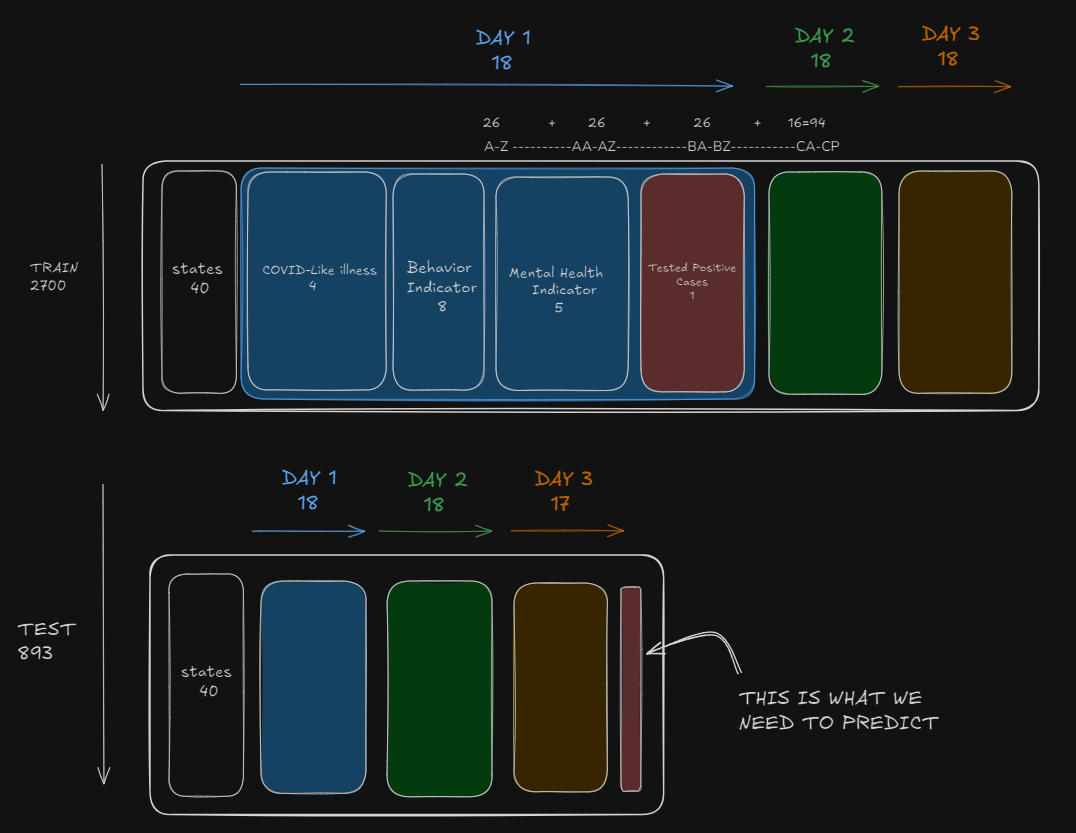 DAY 1
18
DAY 2
18
DAY 3
18
26 + 26 + 26 + 16=94
A-Z ----------AA-AZ------------BA-BZ-----------CA-CP
TRAIN
2700
states
40
COVID-Like illness
4
Behavior
Indicator
8
Mental Health
Indicator
5
Tested Positive
Cases
1
DAY 1
18
DAY 2
18
DAY 3
17
TEST
893
states
40
THIS IS WHAT WE
NEED TO PREDICT